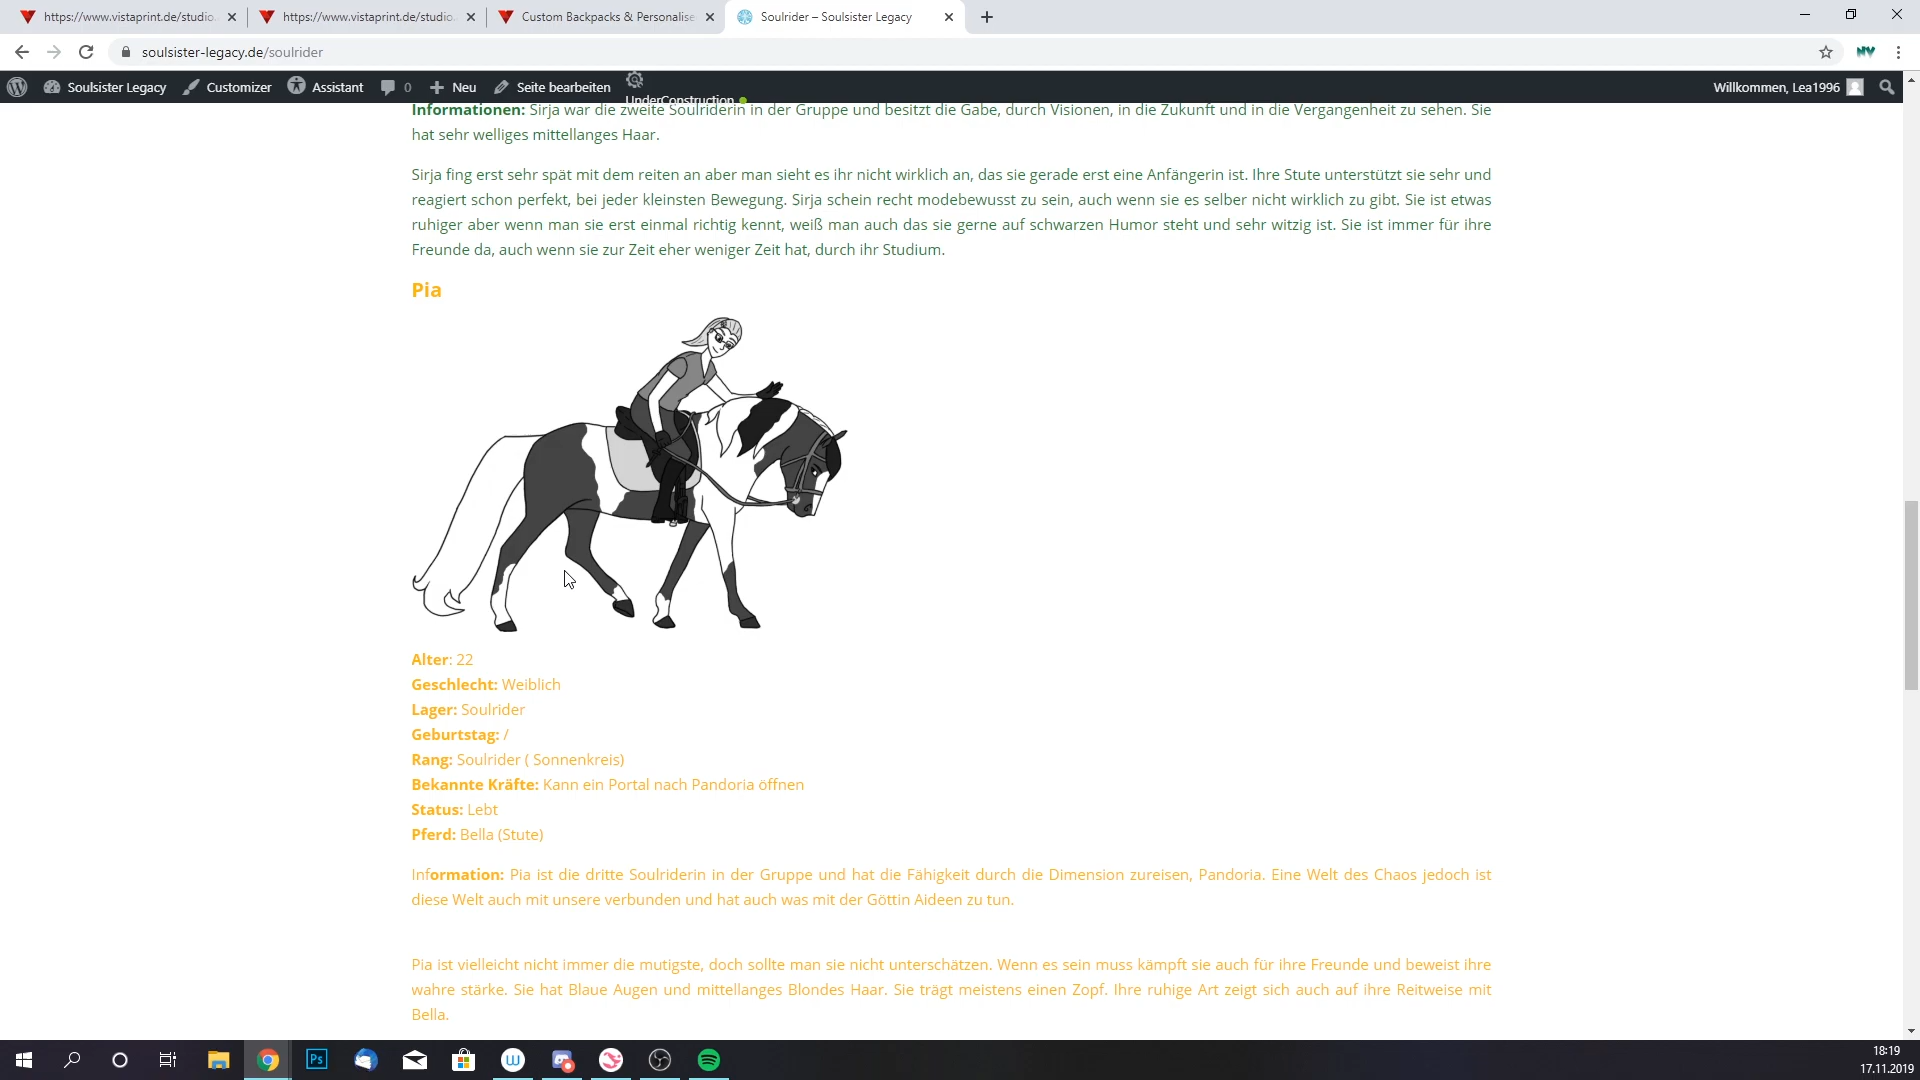 https://www.vistaprint.de/studio.
https://www.vistaprint.de/studio.
Custom Backpacks & Personalise
Soulrider – Soulsister Legacy
soulsister-legacy.de/soulrider
Soulsister Legacy
Customizer
Assistant
0
Neu
Seite bearbeiten
UnderConstruction
Willkommen, Lea1996
Informationen: Sirja war die zweite Soulriderin in der Gruppe und besitzt die Gabe, durch Visionen, in die Zukunft und in die Vergangenheit zu sehen. Sie
hat sehr welliges mittellanges Haar.
Sirja fing erst sehr spät mit dem reiten an aber man sieht es ihr nicht wirklich an, das sie gerade erst eine Anfängerin ist. Ihre Stute unterstützt sie sehr und
reagiert schon perfekt, bei jeder kleinsten Bewegung. Sirja schein recht modebewusst zu sein, auch wenn sie es selber nicht wirklich zu gibt. Sie ist etwas
ruhiger aber wenn man sie erst einmal richtig kennt, weiß man auch das sie gerne auf schwarzen Humor steht und sehr witzig ist. Sie ist immer für ihre
Freunde da, auch wenn sie zur Zeit eher weniger Zeit hat, durch ihr Studium.
Pia
Alter: 22
Geschlecht: Weiblich
Lager: Soulrider
Geburtstag: /
Rang: Soulrider ( Sonnenkreis)
Bekannte Kräfte: Kann ein Portal nach Pandoria öffnen
Status: Lebt
Pferd: Bella (Stute)
Information: Pia ist die dritte Soulriderin in der Gruppe und hat die Fähigkeit durch die Dimension zureisen, Pandoria. Eine Welt des Chaos jedoch ist
diese Welt auch mit unsere verbunden und hat auch was mit der Göttin Aideen zu tun.
Pia ist vielleicht nicht immer die mutigste, doch sollte man sie nicht unterschätzen. Wenn es sein muss kämpft sie auch für ihre Freunde und beweist ihre
wahre stärke. Sie hat Blaue Augen und mittellanges Blondes Haar. Sie trägt meistens einen Zopf. Ihre ruhige Art zeigt sich auch auf ihre Reitweise mit
Bella.
Ps
18:19
17.11.2019